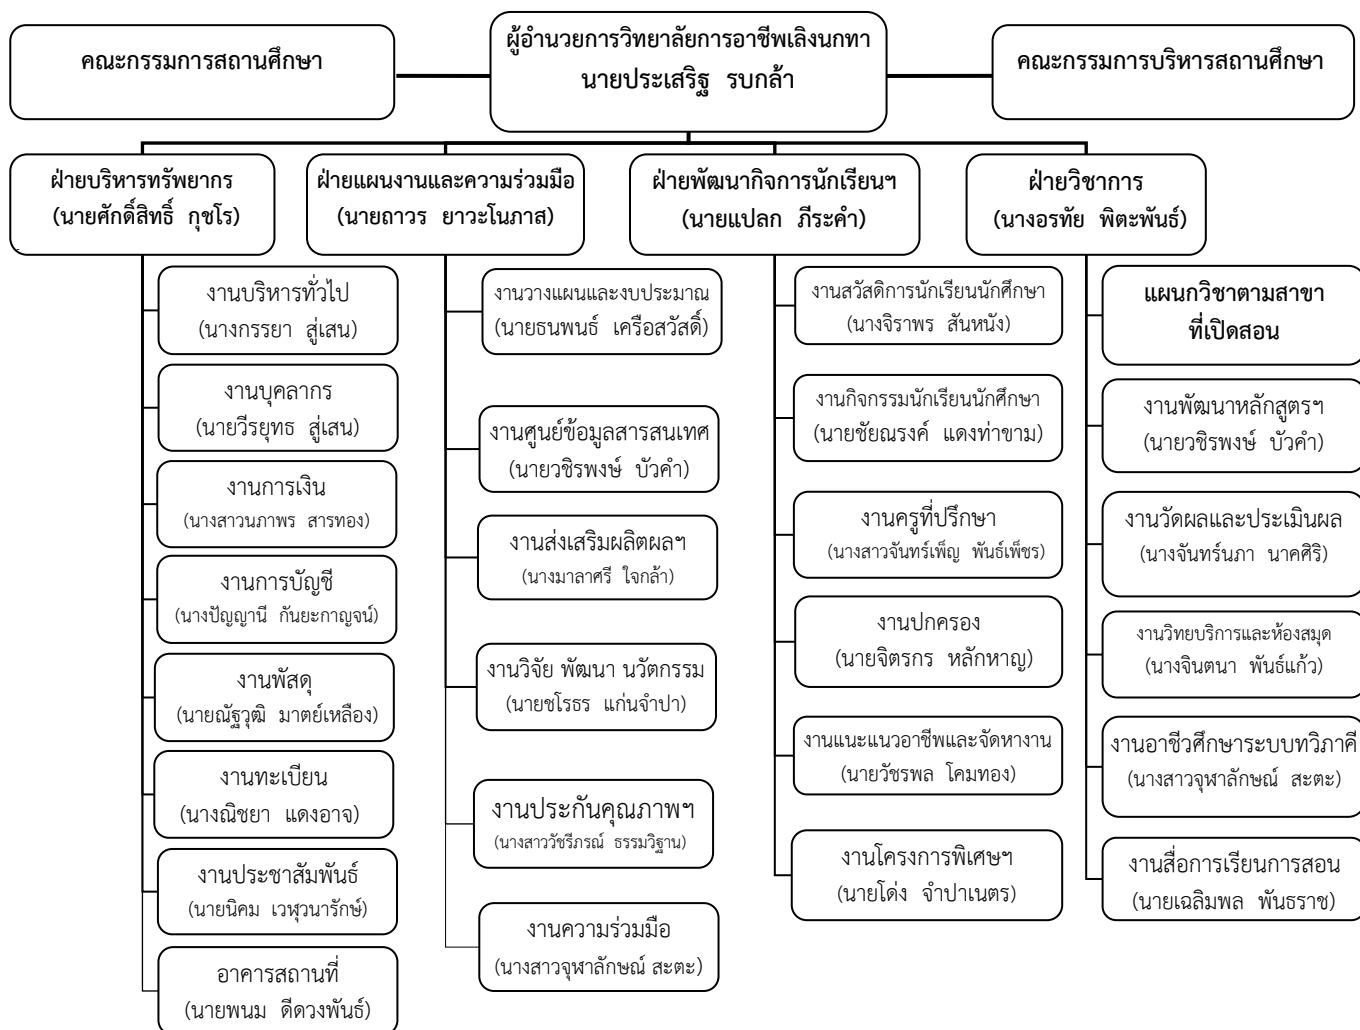 คณะกรรมการสถานศึกษา
ผู้อำนวยการวิทยาลัยการอาชีพเลิงนกทา
นายประเสริฐ รบกล้า
คณะกรรมการบริหารสถานศึกษา
ฝ่ายบริหารทรัพยากร
(นายศักดิ์สิทธิ์ กุชโร)
ฝ่ายแผนงานและความร่วมมือ
(นายถาวร ยาวะโนภาส)
ฝ่ายพัฒนากิจการนักเรียนฯ
(นายแปลก ภีระคำ)
ฝ่ายวิชาการ
(นางอรทัย พิตะพันธ์)
งานบริหารทั่วไป
(นางกรรยา สู่เสน)
งานบุคลากร
(นายวีรยุทธ สู่เสน)
งานการเงิน
(นางสาวนภาพร สารทอง)
งานการบัญชี
(นางปัญญานี กันยะกาญจน์)
งานพัสดุ
(นายณัฐวุฒิ มาตย์เหลือง)
งานทะเบียน
(นางณิชยา แดงอาจ)
งานประชาสัมพันธ์
(นายนิคม เวฬุวนารักษ์)
อาคารสถานที่
(นายพนม ดีดวงพันธ์)
งานวางแผนและงบประมาณ
(นายธนพนธ์ เครือสวัสดิ์)
งานศูนย์ข้อมูลสารสนเทศ
(นายวชิรพงษ์ บัวคำ)
งานส่งเสริมผลิตผลฯ
(นางมาลาศรี ใจกล้า)
งานวิจัย พัฒนา นวัตกรรม
(นายชโรธร แก่นจำปา)
งานประกันคุณภาพฯ
(นางสาววัชรีภรณ์ ธรรมวิฐาน)
งานความร่วมมือ
(นางสาวจุฬาลักษณ์ สะตะ)
งานสวัสดิการนักเรียนนักศึกษา
(นางจิราพร สันหนัง)
งานกิจกรรมนักเรียนนักศึกษา
(นายชัยณรงค์ แดงท่าขาม)
งานครูที่ปรึกษา
(นางสาวจันทร์เพ็ญ พันธ์เพ็ชร)
งานปกครอง
(นายจิตรกร หลักหาญ)
งานแนะแนวอาชีพและจัดหางาน
(นายวัชรพล โคมทอง)
งานโครงการพิเศษฯ
(นายโด่ง จำปาเนตร)
แผนกวิชาตามสาขา
ที่เปิดสอน
งานพัฒนาหลักสูตรฯ
(นายวชิรพงษ์ บัวคำ)
งานวัดผลและประเมินผล
(นางจันทร์นภา นาคศิริ)
งานวิทยบริการและห้องสมุด
(นางจินตนา พันธ์แก้ว)
งานอาชีวศึกษาระบบทวิภาคี
(นางสาวจุฬาลักษณ์ สะตะ)
งานสื่อการเรียนการสอน
(นายเฉลิมพล พันธราช)